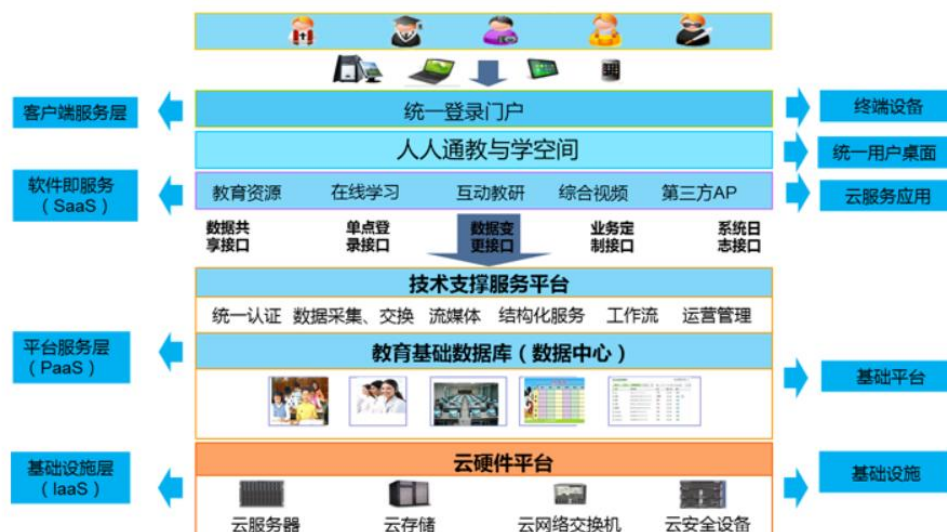 客户端服务层
统一登录门户
终端设备
人人通教与学空间
统一用户桌面
软件即服务
(SaaS)
教育资源 在线学习 互动教研 综合视频 第三方AP
云服务应用
数据共
享接口
单点登
录接口
数据变
更接口
业务定
制接口
系统日
志接口
技术支撑服务平台
统一认证 数据采集、交换 流媒体 结构化服务 工作流 运营管理
平台服务层
(PaaS)
教育基础数据库(数据中心)
基础平台
基础设施层
(IaaS)
云硬件平台
基础设施
云服务器 云存储 云网络交换机 云安全设备